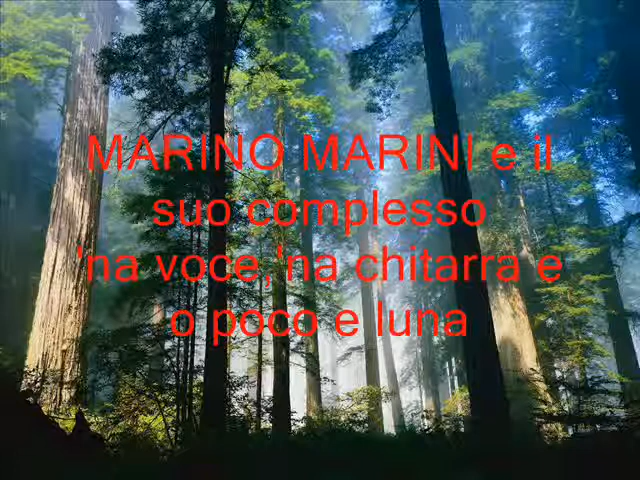 MARINO MARINI e il
suo complesso
'na voce,'na chitarra e
o poco e luna